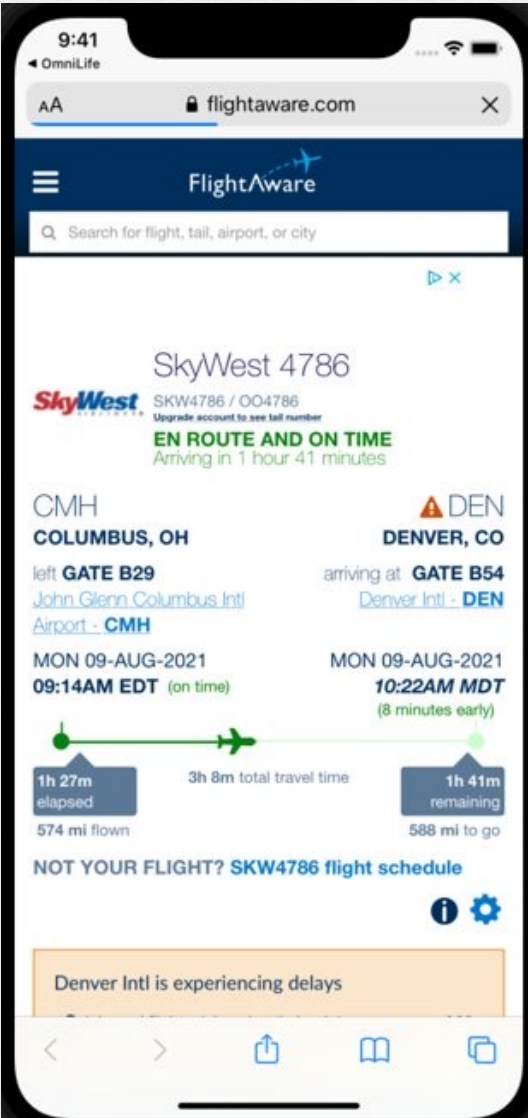 9:41
◀ OmniLife
AA flightaware.com
FlightAware
Search for flight, tail, airport, or city
SkyWest 4786
SkyWest AIRLINES
SKW4786 / OO4786
Upgrade account to see tail number
EN ROUTE AND ON TIME
Arriving in 1 hour 41 minutes
CMH
DEN
COLUMBUS, OH
DENVER, CO
left GATE B29
arriving at GATE B54
John Glenn Columbus Intl
Airport - CMH
Denver Intl - DEN
MON 09-AUG-2021
MON 09-AUG-2021
09:14AM EDT (on time)
10:22AM MDT
(8 minutes early)
1h 27m
elapsed
3h 8m total travel time
1h 41m
remaining
574 mi flown
588 mi to go
NOT YOUR FLIGHT? SKW4786 flight schedule
Denver Intl is experiencing delays